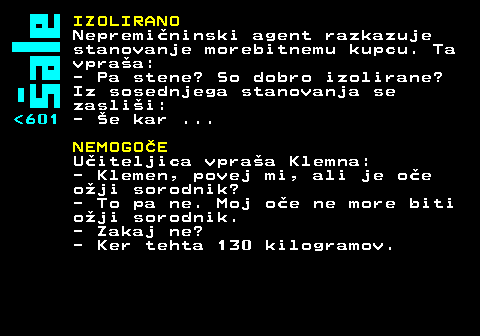 Šale
<601
IZOLIRANO
Nepremičninski agent razkazuje
stanovanje morebitnemu kupcu. Ta
vpraša:
- Pa stene? So dobro izolirane?
Iz sosednjega stanovanja se
zasliši:
- Še kar ...
NEMOGOČE
Učiteljica vpraša Klemna:
- Klemen, povej mi, ali je oče
ožji sorodnik?
- To pa ne. Moj oče ne more biti
ožji sorodnik.
- Zakaj ne?
- Ker tehta 130 kilogramov.